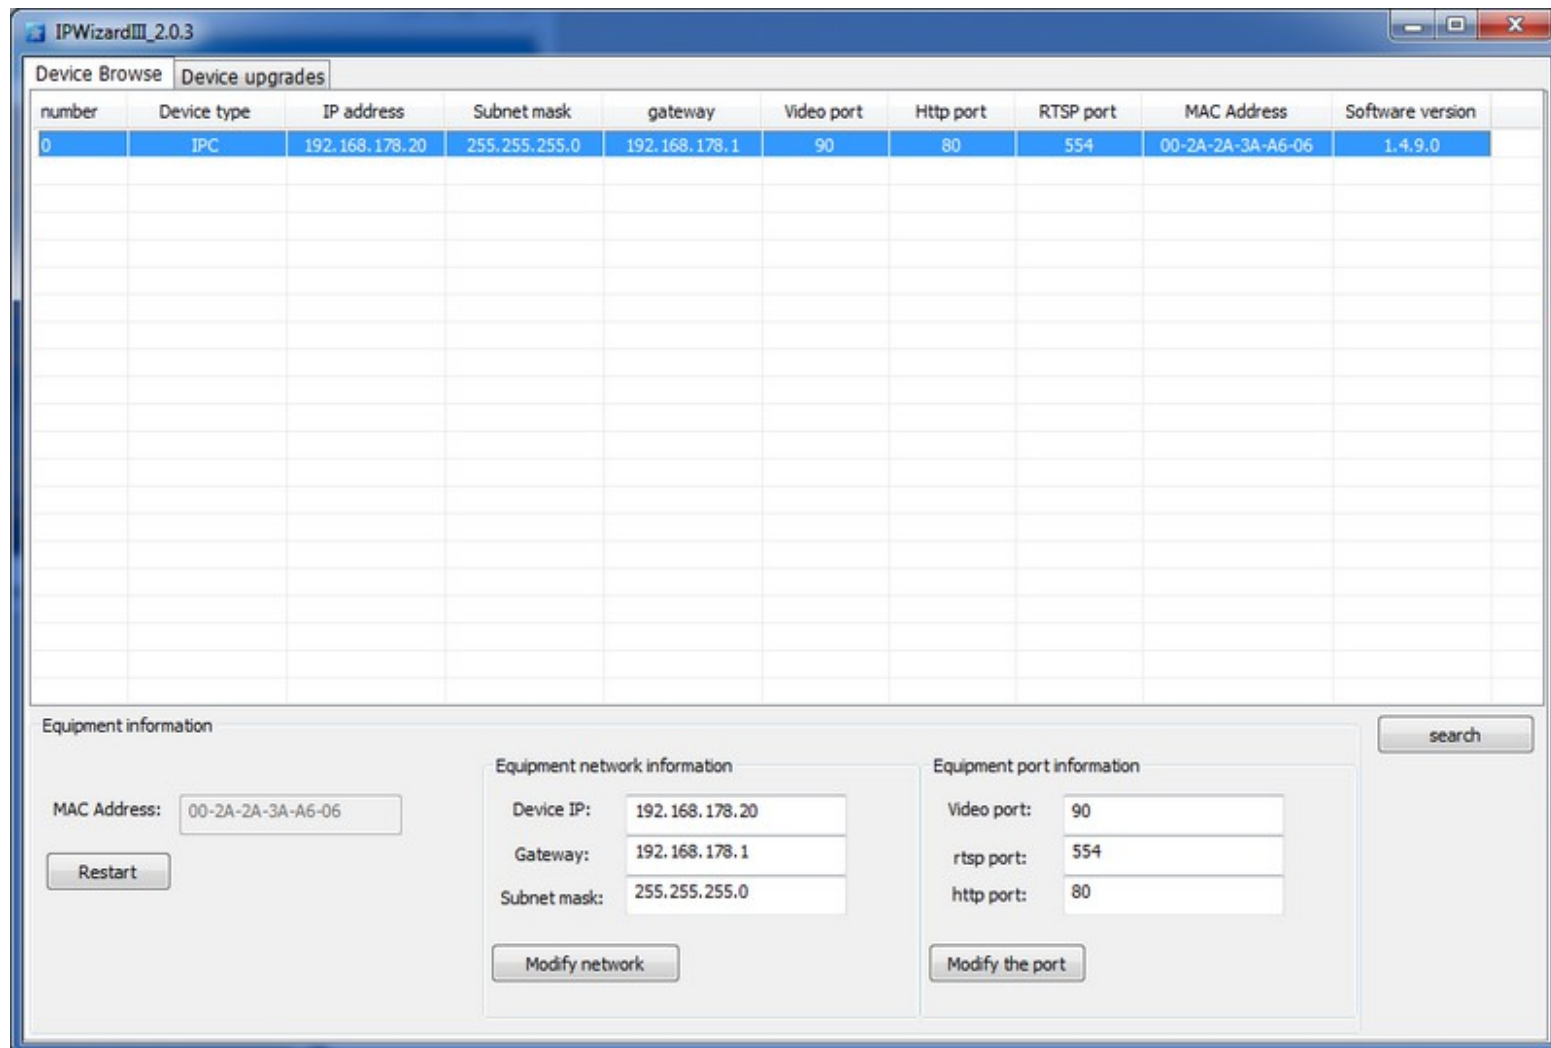 IPWizardIII_2.0.3
Device Browse Device upgrades
number Device type IP address Subnet mask gateway Video port Http port RTSP port MAC Address Software version
0 IPC 192.168.178.20 255.255.255.0 192.168.178.1 90 80 554 00-2A-2A-3A-A6-06 1.4.9.0
Equipment information
search
Equipment network information Equipment port information
MAC Address: 00-2A-2A-3A-A6-06 Device IP: 192.168.178.20 Video port: 90
Restart Gateway: 192.168.178.1 rtsp port: 554
Subnet mask: 255.255.255.0 http port: 80
Modify network Modify the port